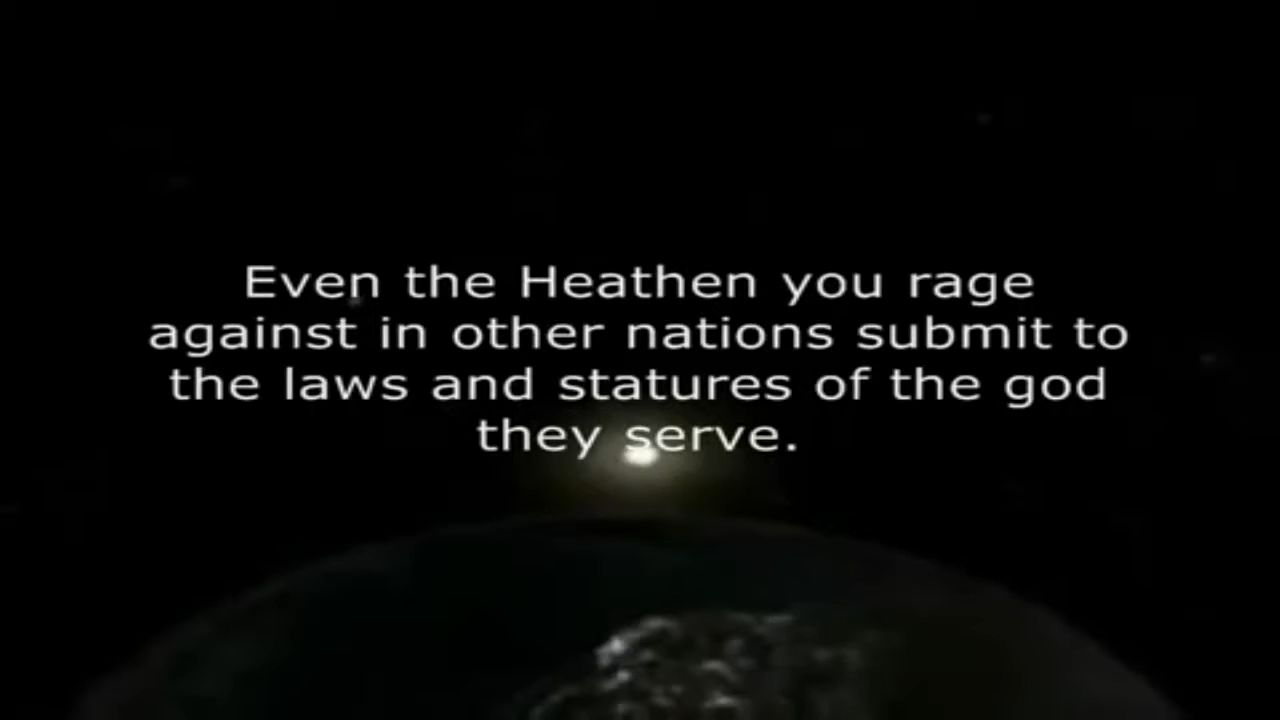 Even the Heathen you rage
against in other nations submit to
the laws and statures of the god
they serve.